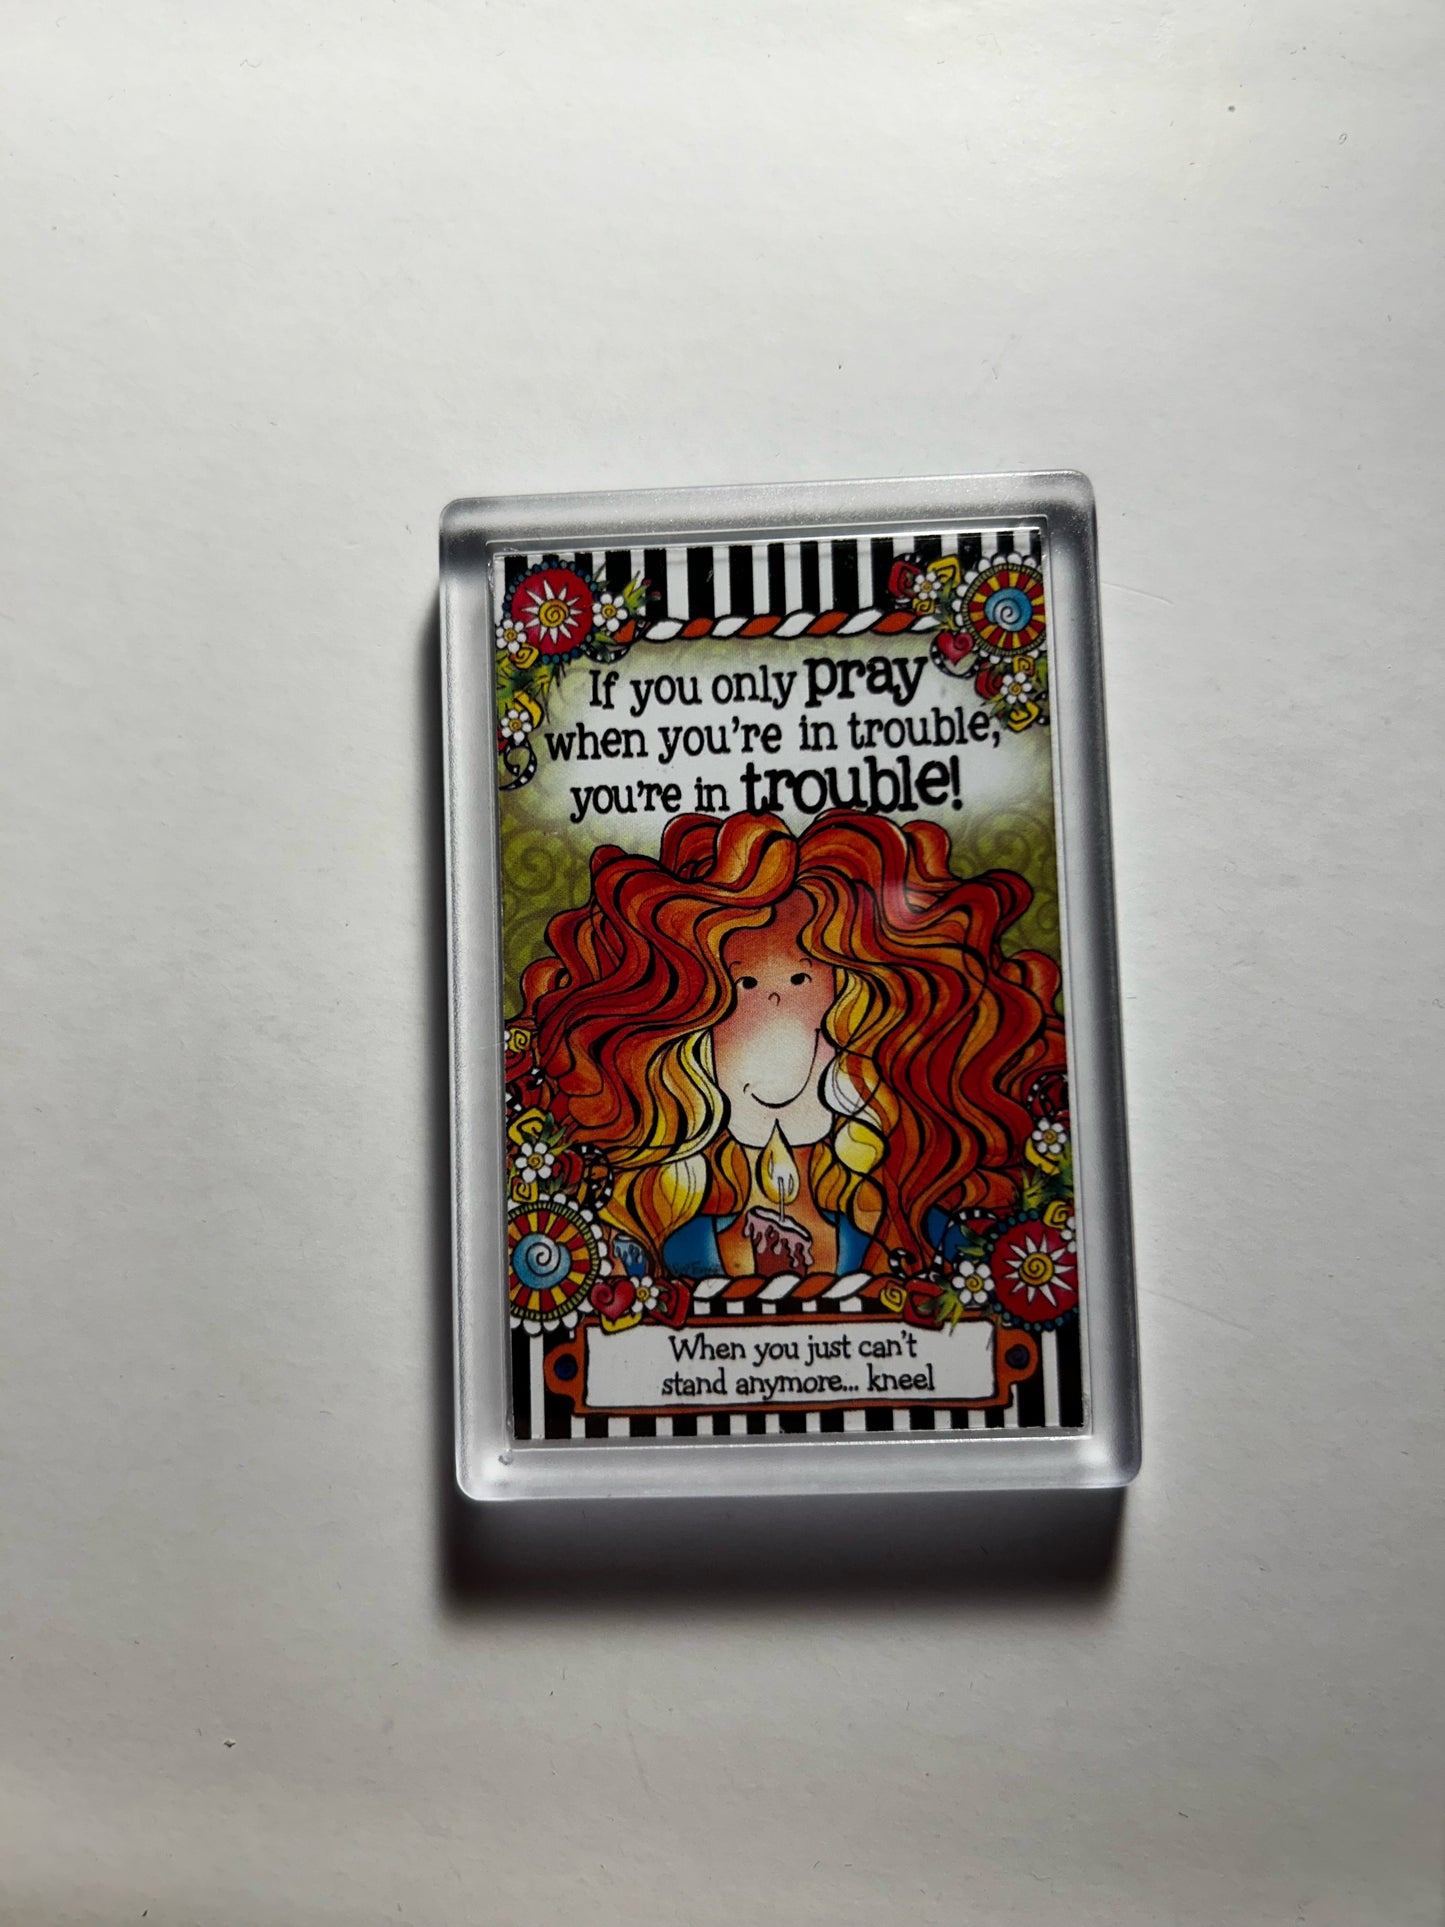 If you only pray
when you're in trouble,
you're in trouble!
When you just can't
stand anymore... kneel